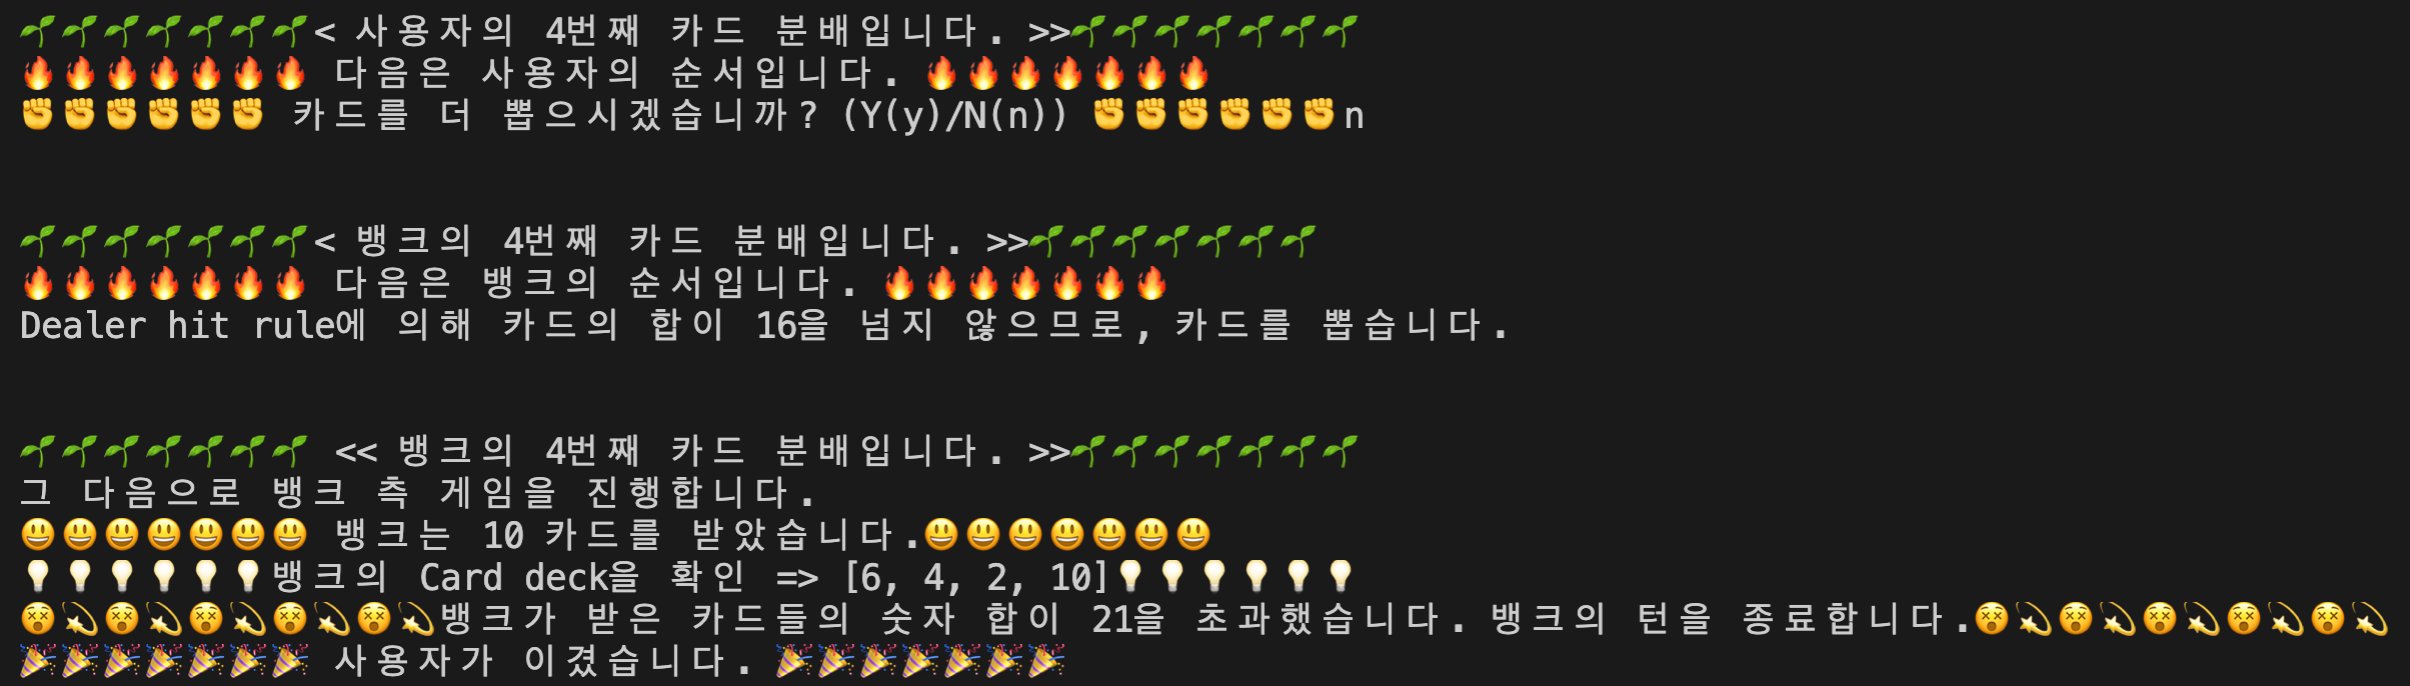 🌱🌱🌱🌱🌱🌱🌱< 사용자의 4번째 카드 분배입니다. >>🌱🌱🌱🌱🌱🌱🌱
🔥🔥🔥🔥🔥🔥🔥 다음은 사용자의 순서입니다. 🔥🔥🔥🔥🔥🔥🔥
✊✊✊✊✊✊ 카드를 더 뽑으시겠습니까? (Y(y)/N(n)) ✊✊✊✊✊✊n
🌱🌱🌱🌱🌱🌱🌱< 뱅크의 4번째 카드 분배입니다. >>🌱🌱🌱🌱🌱🌱🌱
🔥🔥🔥🔥🔥🔥🔥 다음은 뱅크의 순서입니다. 🔥🔥🔥🔥🔥🔥🔥
Dealer hit rule에 의해 카드의 합이 16을 넘지 않으므로, 카드를 뽑습니다.
🌱🌱🌱🌱🌱🌱🌱 << 뱅크의 4번째 카드 분배입니다. >>🌱🌱🌱🌱🌱🌱🌱
그 다음으로 뱅크 측 게임을 진행합니다.
😃😃😃😃😃😃😃 뱅크는 10 카드를 받았습니다.😃😃😃😃😃😃😃
💡💡💡💡💡💡뱅크의 Card deck을 확인 => [6, 4, 2, 10]💡💡💡💡💡💡
😵💫😵💫😵💫😵💫😵💫뱅크가 받은 카드들의 숫자 합이 21을 초과했습니다. 뱅크의 턴을 종료합니다.😵💫😵💫😵💫😵💫😵💫
🎉🎉🎉🎉🎉🎉🎉 사용자가 이겼습니다. 🎉🎉🎉🎉🎉🎉🎉